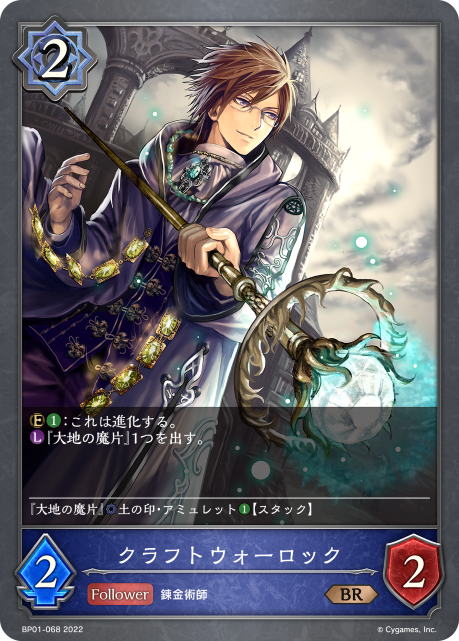 2
E 1：これは進化する。
L『大地の魔片』1つを出す。
『大地の魔片』◎土の印・アミュレット1【スタック】
クラフトウォーロック
2
Follower 錬金術師 BR
2
BP01-068 2022 © Cygames, Inc.